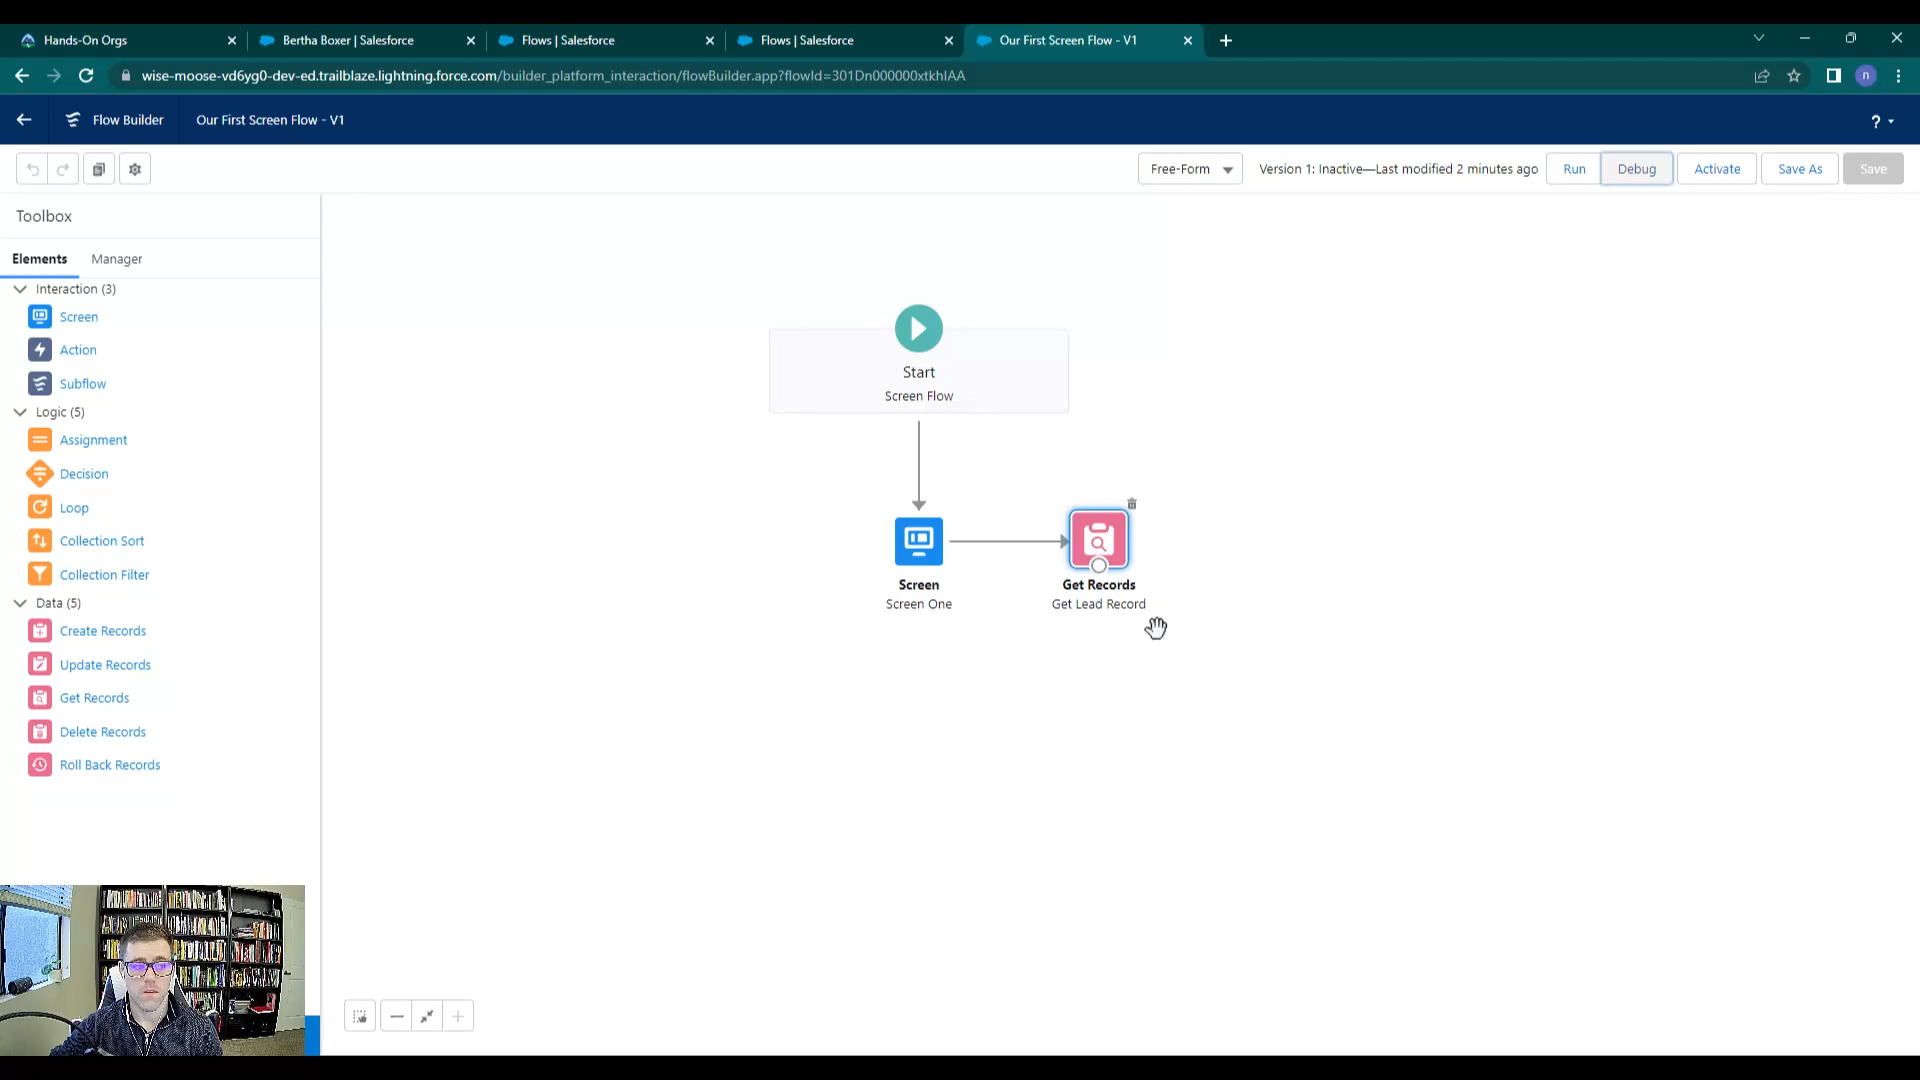 Hands-On Orgs
Bertha Boxer | Salesforce
Flows | Salesforce
Flows | Salesforce
Our First Screen Flow - V1
wise-moose-vd6yg0-dev-ed.trailblaze.lightning.force.com/builder_platform_interaction/flowBuilder.app?flowId=301Dn000000xtkhIAA
n
Flow Builder
Our First Screen Flow - V1
?
Free-Form
Version 1: Inactive—Last modified 2 minutes ago
Run
Debug
Activate
Save As
Save
Toolbox
Elements
Manager
Interaction (3)
Screen
Action
Subflow
Logic (5)
Assignment
Decision
Loop
Collection Sort
Collection Filter
Data (5)
Create Records
Update Records
Get Records
Delete Records
Roll Back Records
Start
Screen Flow
Screen
Screen One
Get Records
Get Lead Record